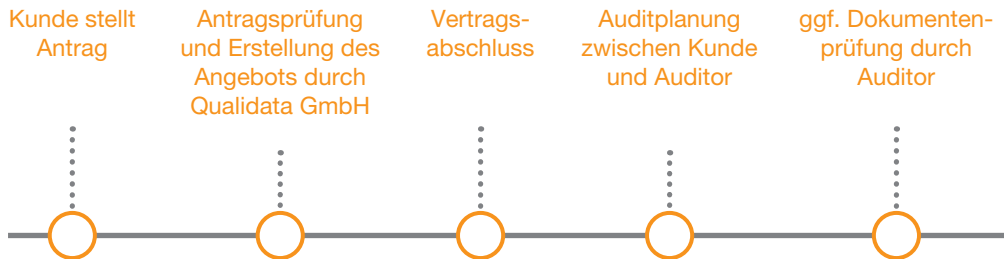 Kunde stellt
Antrag
Antragsprüfung
und Erstellung des
Angebots durch
Qualidata GmbH
Vertrags-
abschluss
Auditplanung
zwischen Kunde
und Auditor
ggf. Dokumenten-
prüfung durch
Auditor